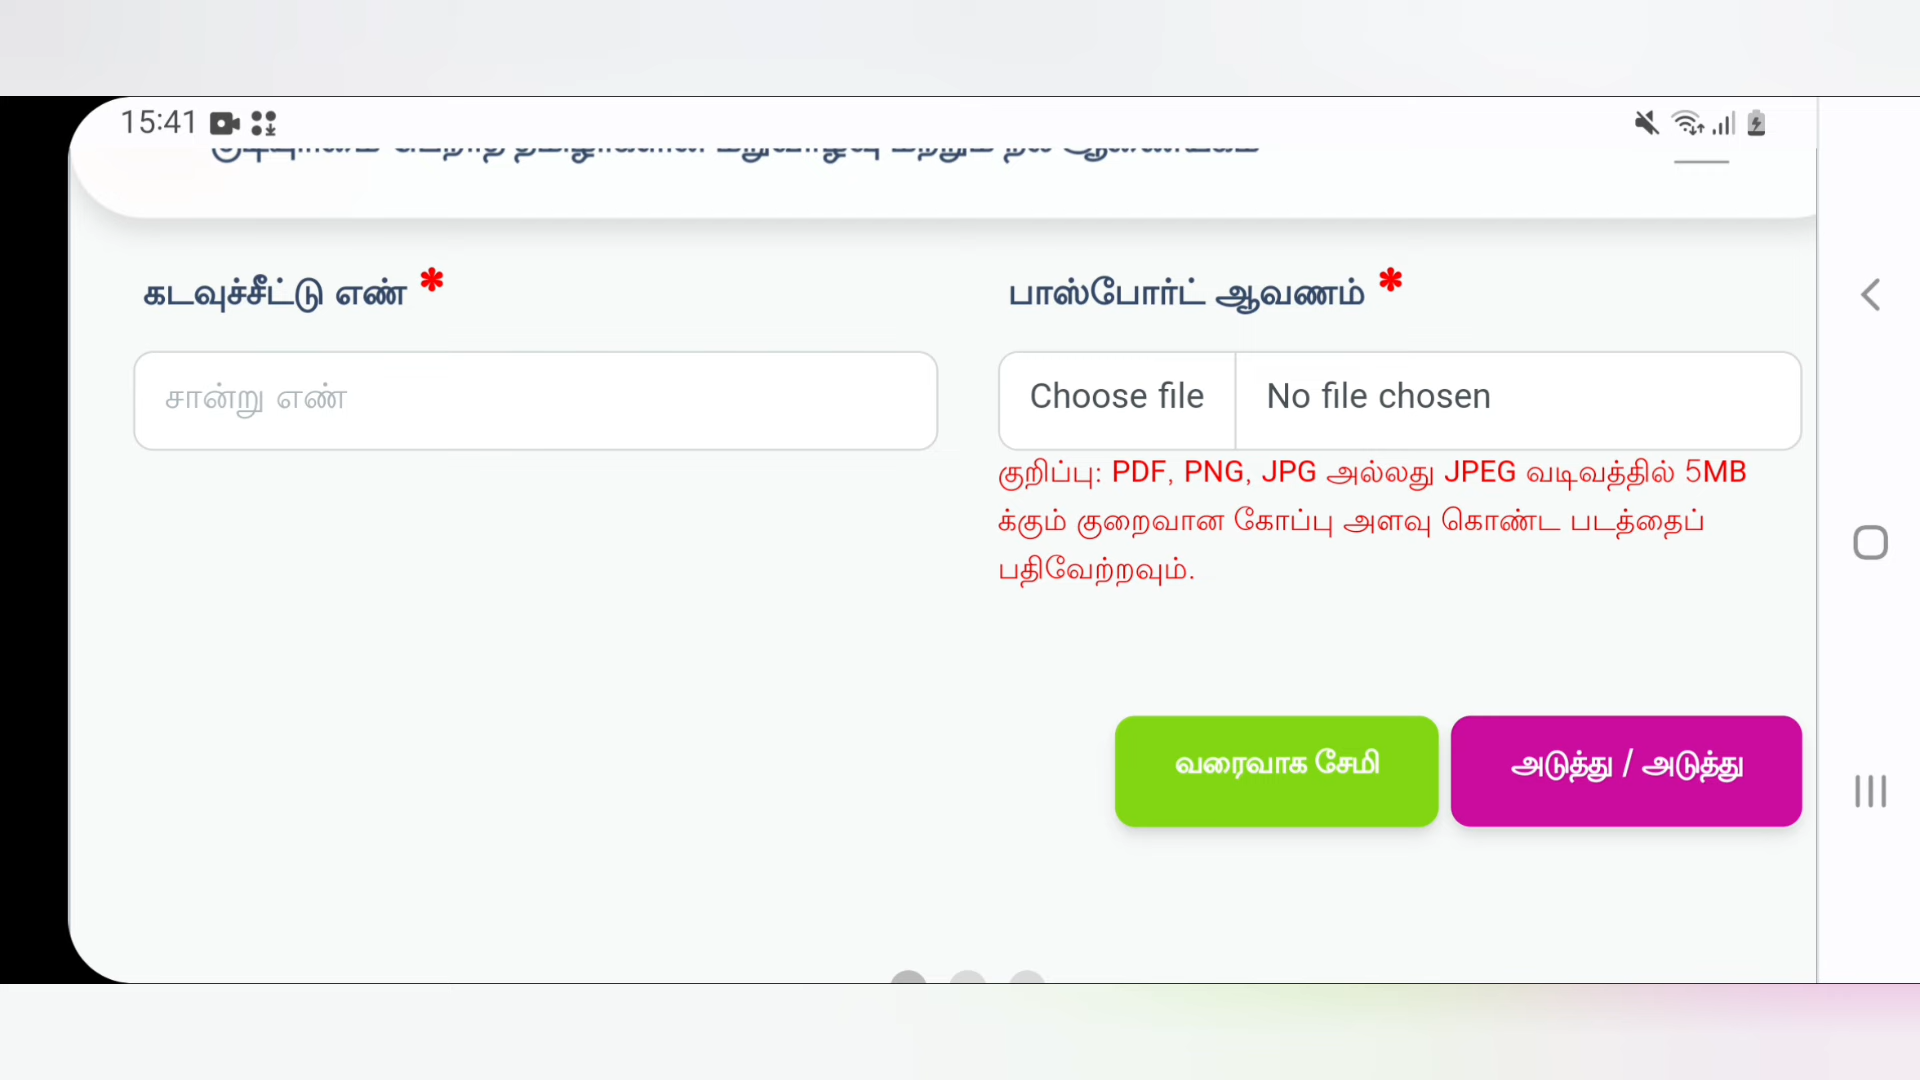 15:41
கடவுச்சீட்டு எண் *
பாஸ்போர்ட் ஆவணம் *
சான்று எண்
Choose file
No file chosen
குறிப்பு: PDF, PNG, JPG அல்லது JPEG வடிவத்தில் 5MB
க்கும் குறைவான கோப்பு அளவு கொண்ட படத்தைப்
பதிவேற்றவும்.
வரைவாக சேமி
அடுத்து / அடுத்து